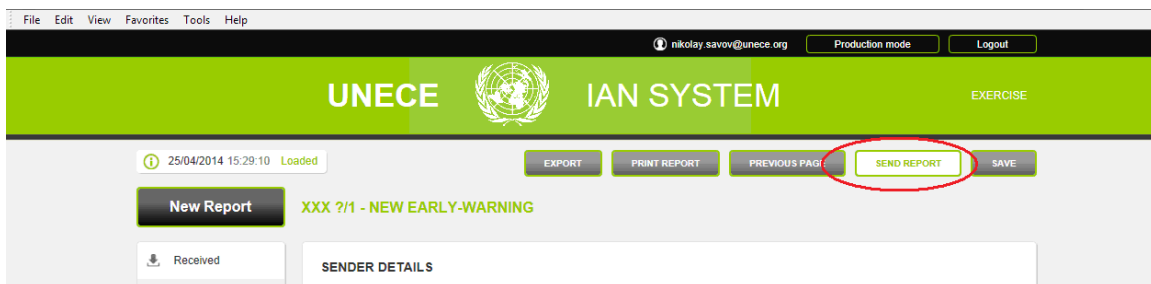 File Edit View Favorites Tools Help
nikolay.savov@unece.org Production mode Logout
UNECE IAN SYSTEM EXERCISE
25/04/2014 15:29:10 Loaded EXPORT PRINT REPORT PREVIOUS PAGE SEND REPORT SAVE
New Report XXX ?/1 - NEW EARLY-WARNING
Received
SENDER DETAILS